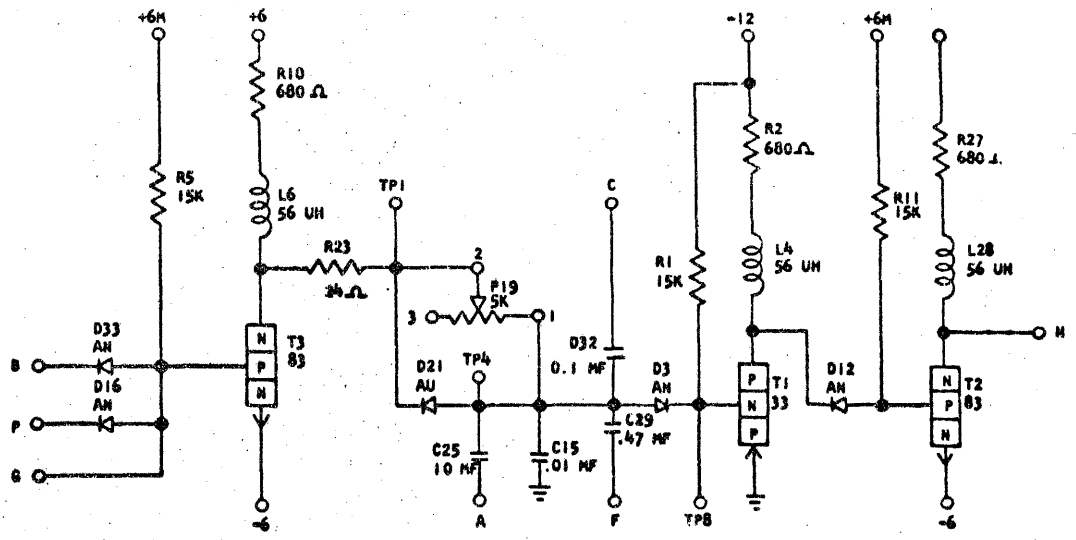 +6M
+6
-12
+6M
R10
680 Ω
R2
680Ω
R27
680
R5
15K
L6
56 UH
TP1
C
R11
15K
R23
R1
15K
L4
56 UH
L28
56 UH
2
P19
5K
3
1
D33
AN
T3
83
N
P
N
B
D16
AN
P
G
D21
AU
TP4
D32
0.1 MF
D3
AN
P
N
P
T1
33
D12
AN
N
P
N
T2
83
M
C25
10 MF
C15
.01 MF
C29
.47 MF
-6
A
F
TP8
-6